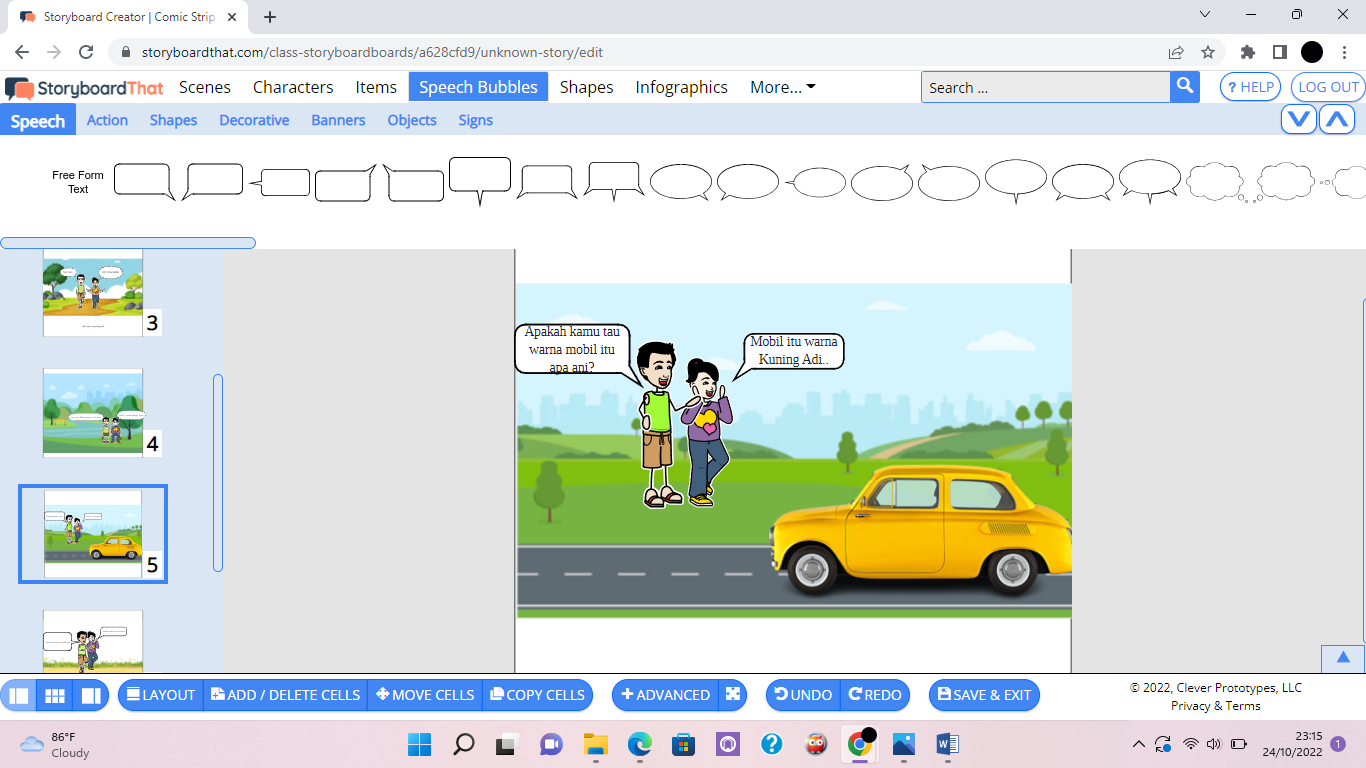 Storyboard Creator | Comic Strip
storyboardthat.com/class-storyboardboards/a628cfd9/unknown-story/edit
StoryboardThat Scenes Characters Items Speech Bubbles Shapes Infographics More... Search ... ? HELP LOG OUT
Speech Action Shapes Decorative Banners Objects Signs
Free Form
Text
3
4
5
Apakah kamu tau
warna mobil itu
apa ani?
Mobil itu warna
Kuning Adi..
LAYOUT ADD / DELETE CELLS MOVE CELLS COPY CELLS ADVANCED UNDO REDO SAVE & EXIT
© 2022, Clever Prototypes, LLC
Privacy & Terms
86°F
Cloudy
23:15
24/10/2022
1